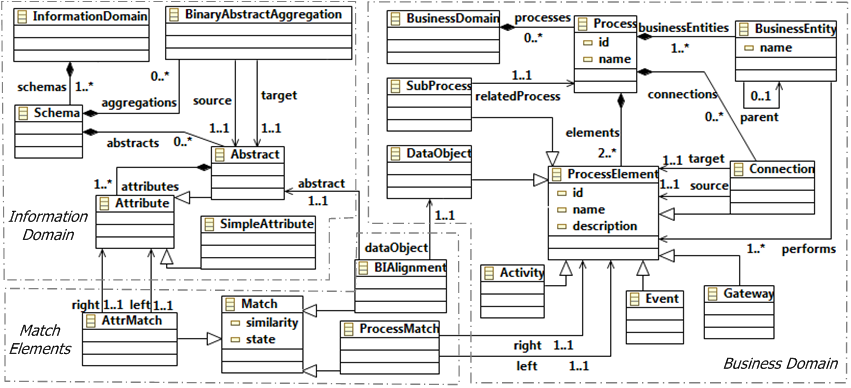 InformationDomain
BinaryAbstractAggregation
schemas
1..*
0..*
Schema
aggregations
source
target
abstracts
0..*
1..1
1..1
Abstract
1..*
attributes
abstract
1..1
Attribute
SimpleAttribute
Information
Domain
dataObject
BIAlignment
right
1..1
left
1..1
AttrMatch
Match
similarity
state
ProcessMatch
Match
Elements
BusinessDomain
processes
0..*
Process
id
name
businessEntities
1..*
BusinessEntity
name
SubProcess
1..1
relatedProcess
connections
0..1
parent
elements
0..*
2..*
DataObject
ProcessElement
id
name
description
1..1
target
1..1
source
Connection
1..1
1..*
performs
Activity
Event
Gateway
right
1..1
left
1..1
Business Domain